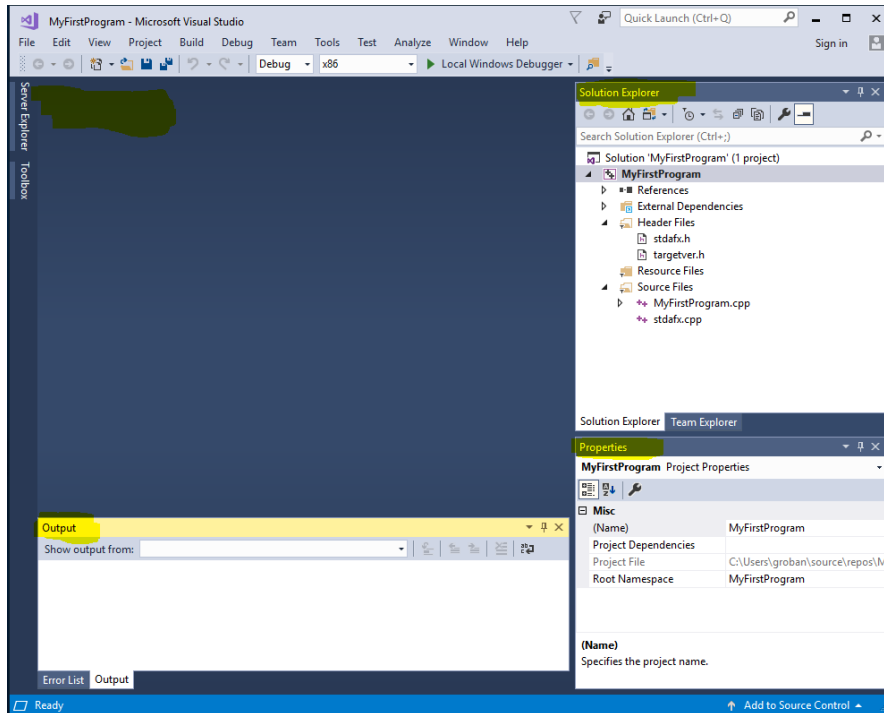 MyFirstProgram - Microsoft Visual Studio
Quick Launch (Ctrl+Q)
File Edit View Project Build Debug Team Tools Test Analyze Window Help
Sign in
Debug x86 Local Windows Debugger
Server Explorer
Toolbox
Solution Explorer
Search Solution Explorer (Ctrl+;)
Solution 'MyFirstProgram' (1 project)
MyFirstProgram
References
External Dependencies
Header Files
stdafx.h
targetver.h
Resource Files
Source Files
MyFirstProgram.cpp
stdafx.cpp
Solution Explorer Team Explorer
Properties
MyFirstProgram Project Properties
Misc
(Name) MyFirstProgram
Project Dependencies
Project File C:\Users\groban\source\repos\M
Root Namespace MyFirstProgram
(Name)
Specifies the project name.
Output
Show output from:
Error List Output
Ready
Add to Source Control